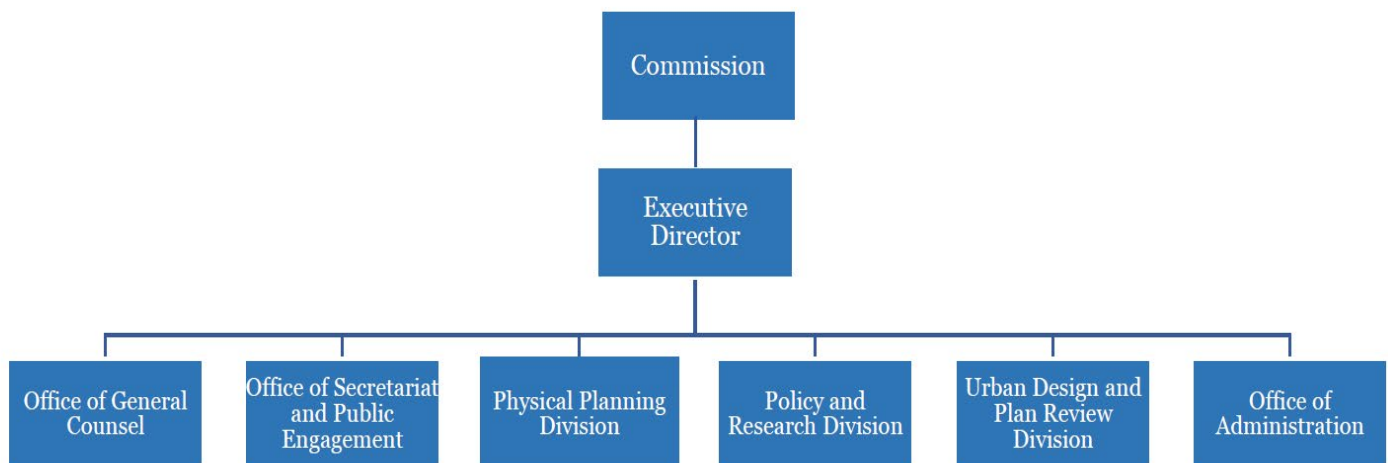 Commission
Executive
Director
Office of General
Counsel
Office of Secretariat
and Public
Engagement
Physical Planning
Division
Policy and
Research Division
Urban Design and
Plan Review
Division
Office of
Administration